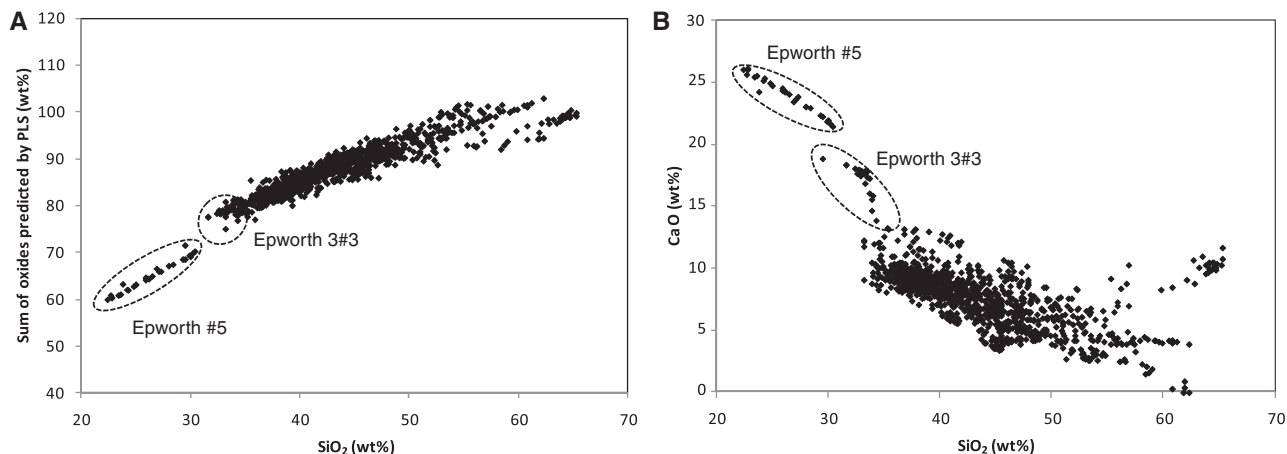 A
120
110
100
90
80
70
60
50
40
Sum of oxides predicted by PLS (wt%)
Epworth 3#3
Epworth #5
20 30 40 50 60 70
SiO2 (wt%)
B
30
25
20
15
10
5
0
CaO (wt%)
Epworth #5
Epworth 3#3
20 30 40 50 60 70
SiO2 (wt%)